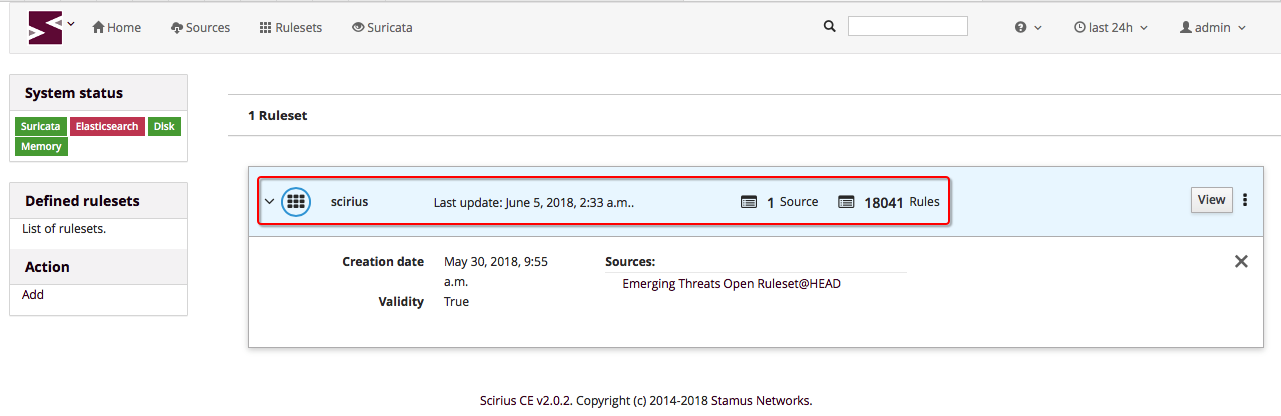 Home Sources Rulesets Suricata last 24h admin
System status
Suricata Elasticsearch Disk
Memory
Defined rulesets
List of rulesets.
Action
Add
1 Ruleset
scirius Last update: June 5, 2018, 2:33 a.m.. 1 Source 18041 Rules View
Creation date May 30, 2018, 9:55
a.m.
Validity True
Sources:
Emerging Threats Open Ruleset@HEAD
Scirius CE v2.0.2. Copyright (c) 2014-2018 Stamus Networks.